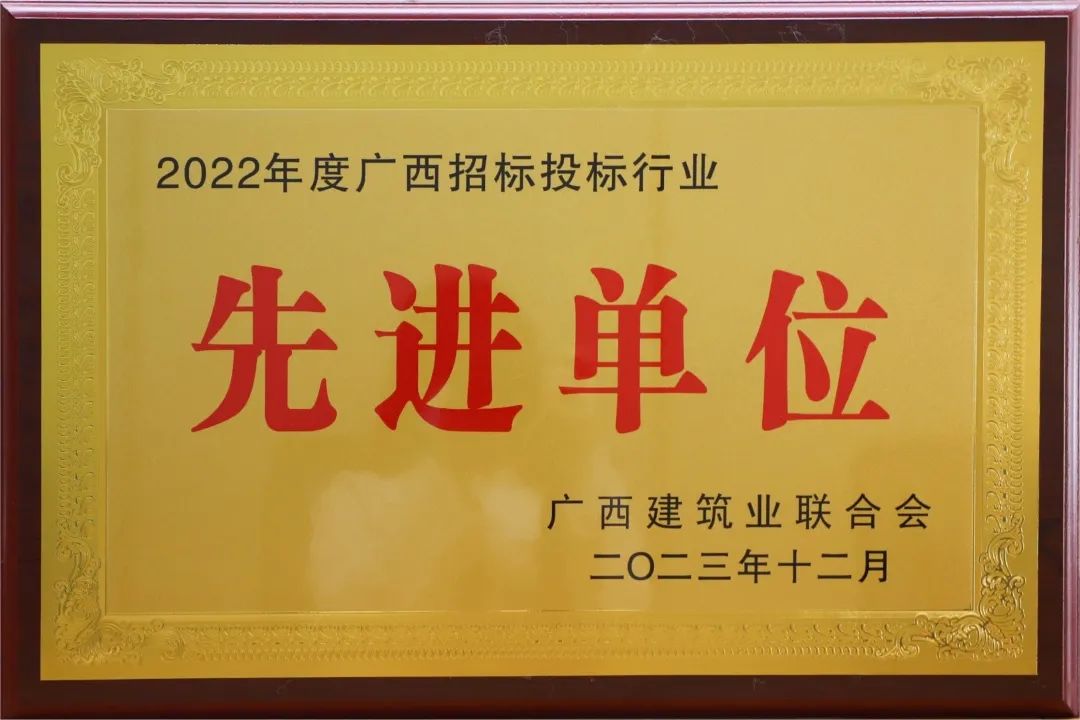 2022年度广西招标投标行业
先进单位
广西建筑业联合会
二〇二三年十二月